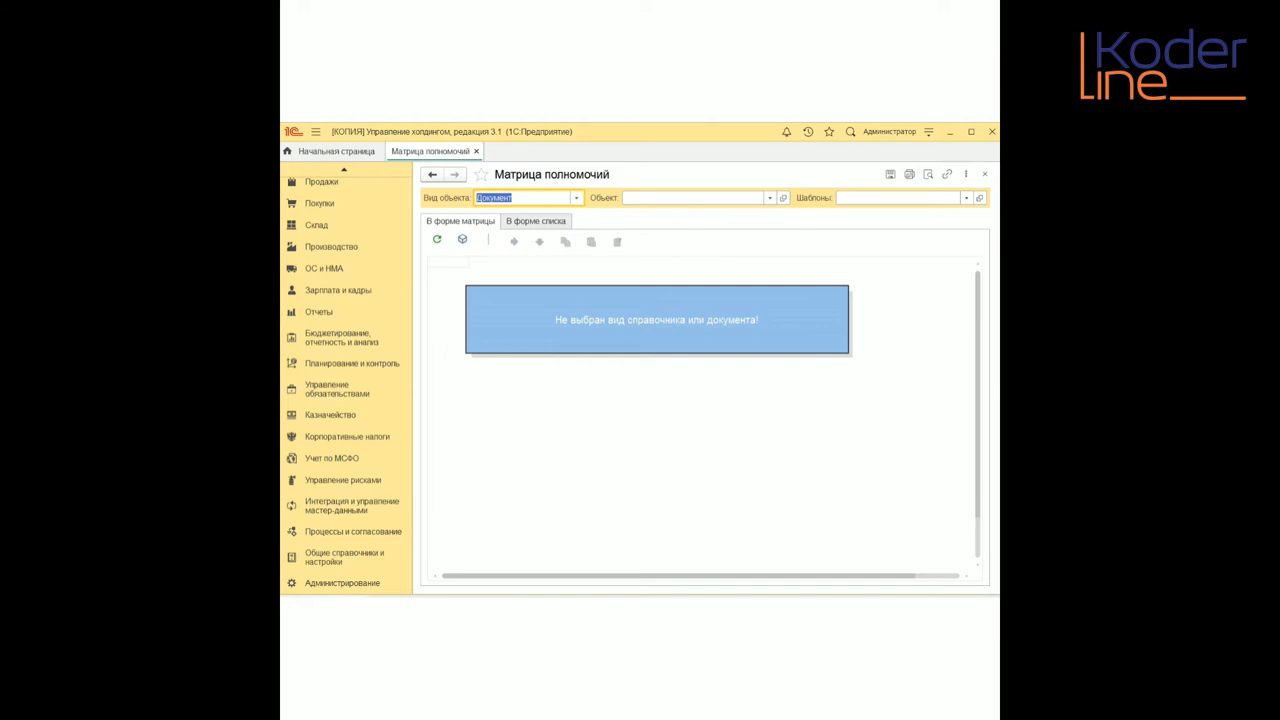 Koder
line
1С
[КОПИЯ] Управление холдингом, редакция 3.1 (1С:Предприятие)
Администратор
Начальная страница
Матрица полномочий
Продажи
Покупки
Склад
Производство
ОС и НМА
Зарплата и кадры
Отчеты
Бюджетирование,
отчетность и анализ
Планирование и контроль
Управление
обязательствами
Казначейство
Корпоративные налоги
Учет по МСФО
Управление рисками
Интеграция и управление
мастер-данными
Процессы и согласование
Общие справочники и
настройки
Администрирование
Матрица полномочий
Вид объекта: Документ Объект: Шаблоны:
В форме матрицы В форме списка
Не выбран вид справочника или документа!